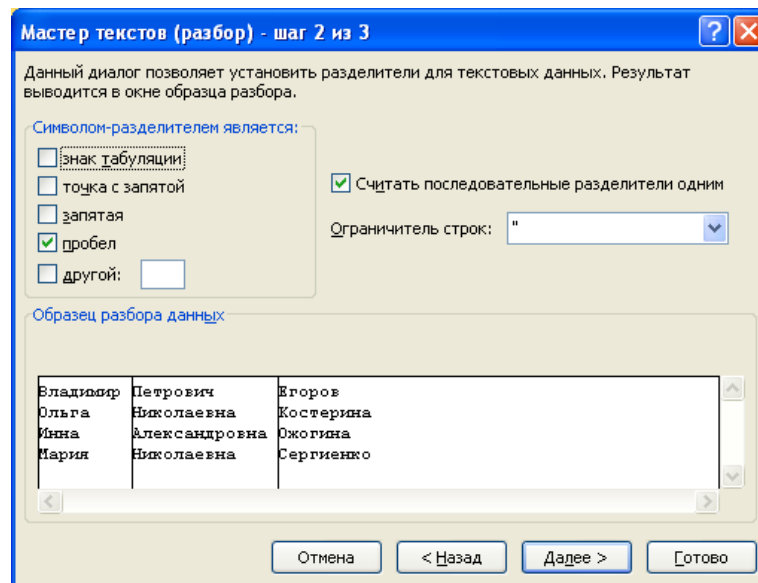 Мастер текстов (разбор) - шаг 2 из 3
Данный диалог позволяет установить разделители для текстовых данных. Результат
выводится в окне образца разбора.
Символом-разделителем является:
знак табуляции
точка с запятой
запятая
пробел
другой:
Считать последовательные разделители одним
Ограничитель строк: "
Образец разбора данных
Владимир Петрович Егоров
Ольга Николаевна Костерина
Инна Александровна Ожогина
Мария Николаевна Сергиенко
Отмена < Назад Далее > Готово